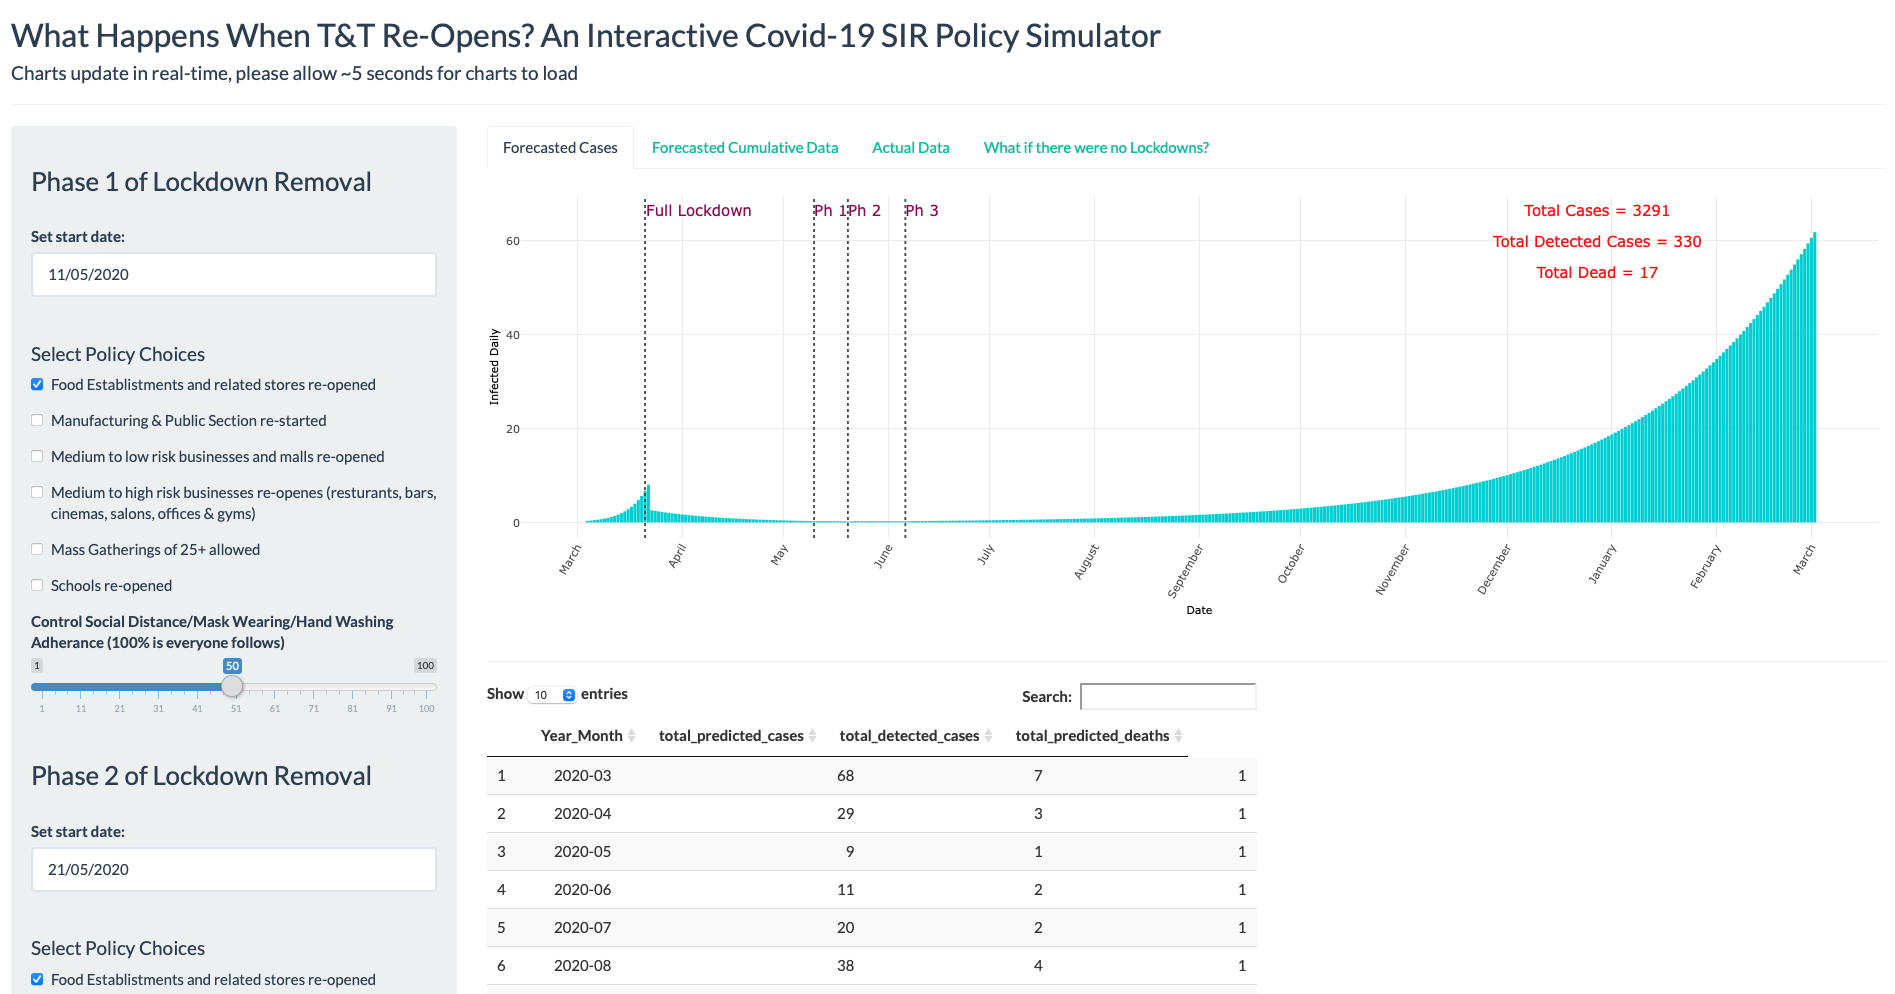 What Happens When T&T Re-Opens? An Interactive Covid-19 SIR Policy Simulator
Charts update in real-time, please allow ~5 seconds for charts to load
Phase 1 of Lockdown Removal
Set start date:
11/05/2020
Select Policy Choices
Food Establistments and related stores re-opened
Manufacturing & Public Section re-started
Medium to low risk businesses and malls re-opened
Medium to high risk businesses re-openes (resturants, bars,
cinemas, salons, offices & gyms)
Mass Gatherings of 25+ allowed
Schools re-opened
Control Social Distance/Mask Wearing/Hand Washing
Adherance (100% is everyone follows)
1 50 100
1 11 21 31 41 51 61 71 81 91 100
Phase 2 of Lockdown Removal
Set start date:
21/05/2020
Select Policy Choices
Food Establistments and related stores re-opened
Forecasted Cases Forecasted Cumulative Data Actual Data What if there were no Lockdowns?
Full Lockdown Ph 1 Ph 2 Ph 3
Total Cases = 3291
Total Detected Cases = 330
Total Dead = 17
Infected Daily
60
40
20
0
March April May June July August September October November December January February March
Date
Show 10 entries
Search:
Year_Month total_predicted_cases total_detected_cases total_predicted_deaths
1 2020-03 68 7 1
2 2020-04 29 3 1
3 2020-05 9 1 1
4 2020-06 11 2 1
5 2020-07 20 2 1
6 2020-08 38 4 1